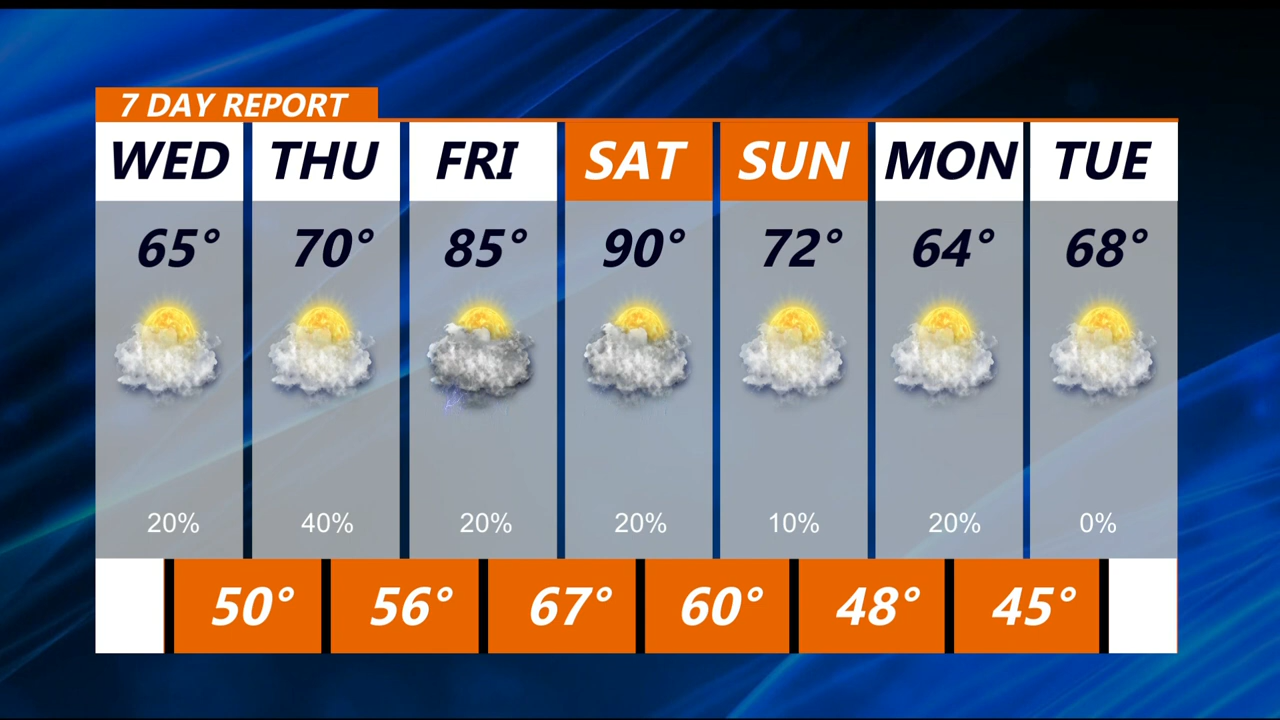 7 DAY REPORT
WED THU FRI SAT SUN MON TUE
65° 70° 85° 90° 72° 64° 68°
20% 40% 20% 20% 10% 20% 0%
50° 56° 67° 60° 48° 45°